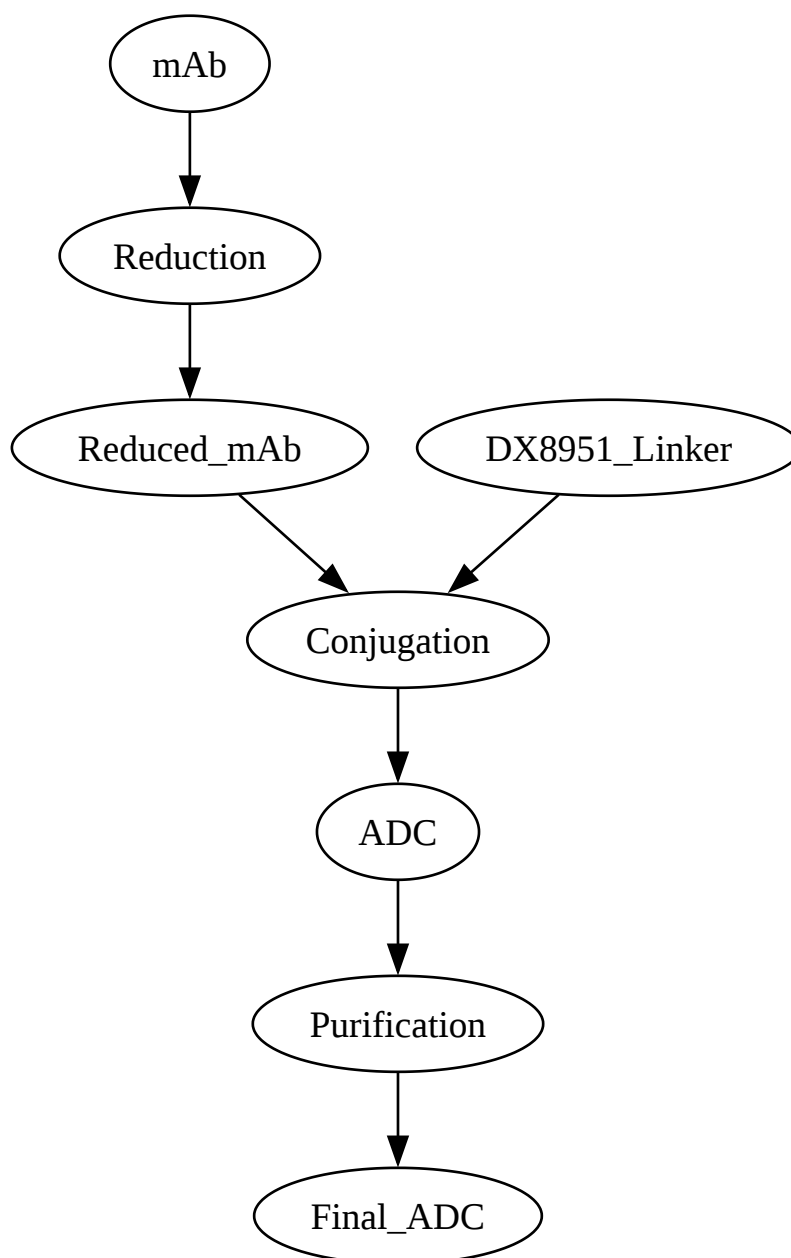 mAb
Reduction
Reduced_mAb
DX8951_Linker
Conjugation
ADC
Purification
Final_ADC